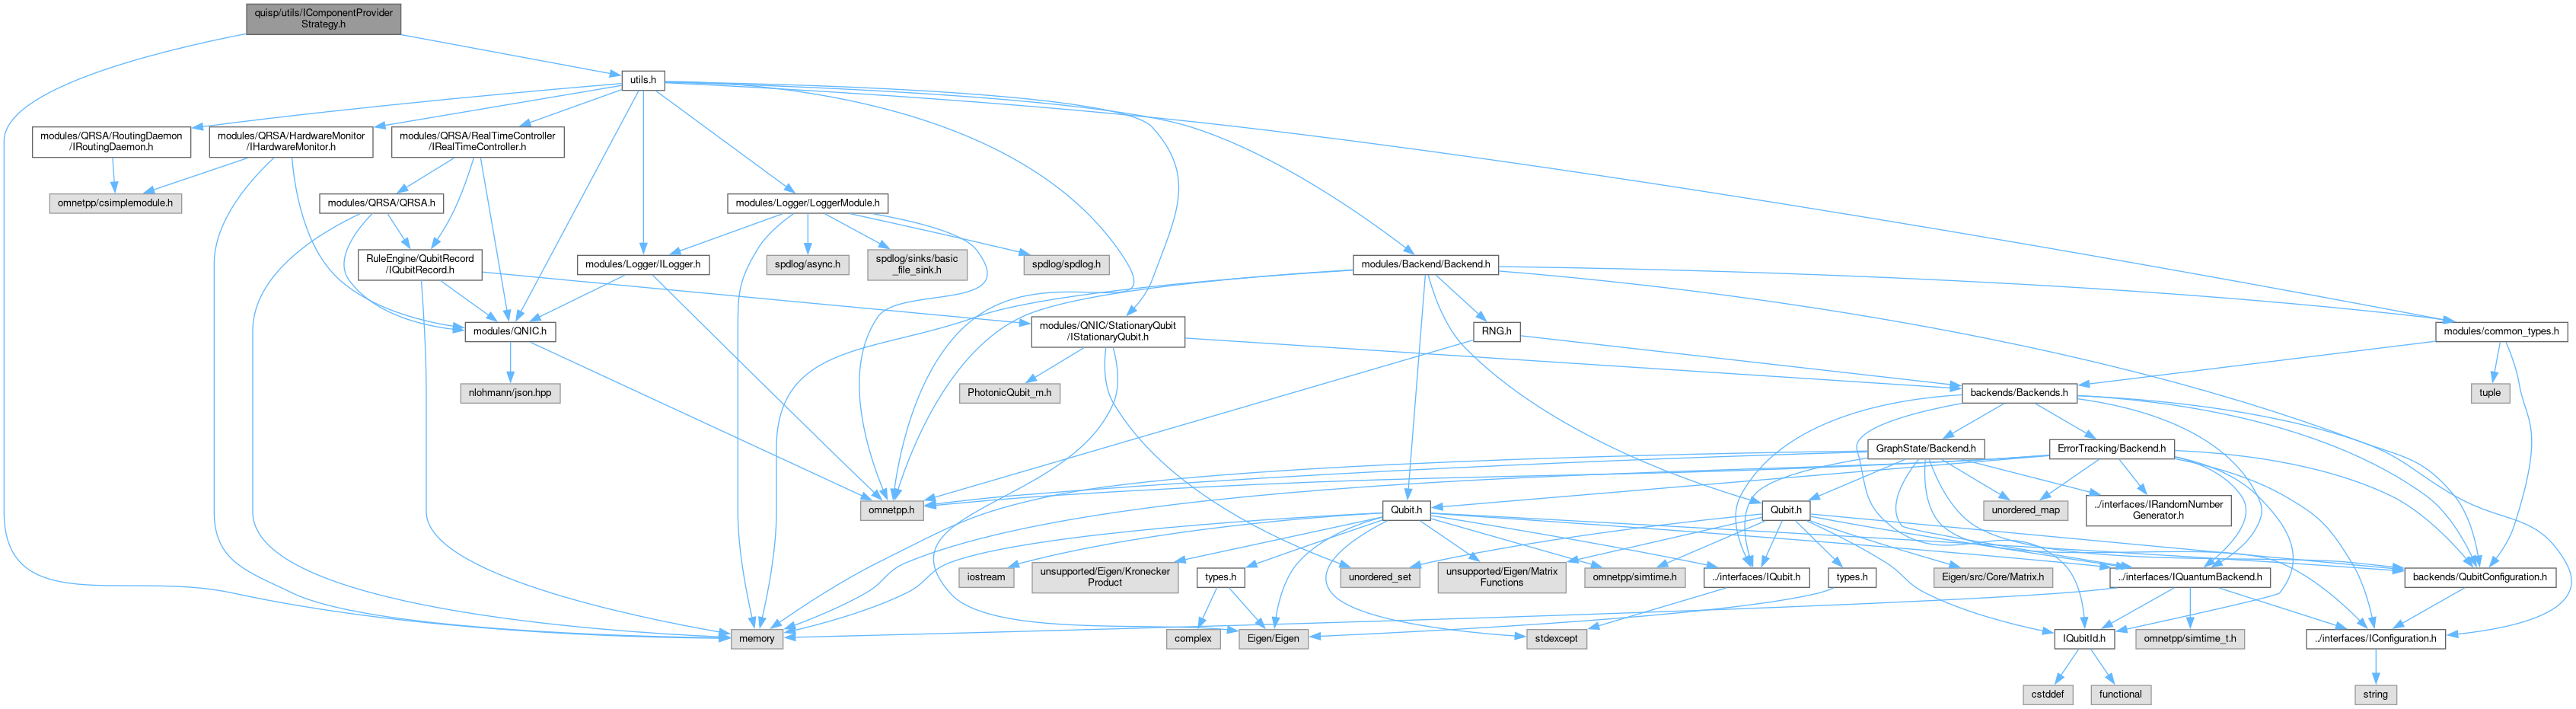 quisp/utils/IComponentProvider
Strategy.h
utils.h
modules/QRSA/RoutingDaemon
/IRoutingDaemon.h
modules/QRSA/HardwareMonitor
/IHardwareMonitor.h
modules/QRSA/RealTimeController
/IRealTimeController.h
omnetpp/csimplemodule.h
modules/QRSA/QRSA.h
modules/Logger/LoggerModule.h
RuleEngine/QubitRecord
/IQubitRecord.h
modules/Logger/ILogger.h
spdlog/async.h
spdlog/sinks/basic
_file_sink.h
spdlog/spdlog.h
modules/Backend/Backend.h
modules/QNIC.h
modules/QNIC/StationaryQubit
/IStationaryQubit.h
RNG.h
modules/common_types.h
nlohmann/json.hpp
PhotonicQubit_m.h
backends/Backends.h
tuple
GraphState/Backend.h
ErrorTracking/Backend.h
omnetpp.h
Qubit.h
Qubit.h
unordered_map
../interfaces/IRandomNumber
Generator.h
iostream
unsupported/Eigen/Kronecker
Product
types.h
unordered_set
unsupported/Eigen/Matrix
Functions
omnetpp/simtime.h
../interfaces/IQubit.h
types.h
Eigen/src/Core/Matrix.h
../interfaces/IQuantumBackend.h
backends/QubitConfiguration.h
memory
complex
Eigen/Eigen
stdexcept
IQubitId.h
omnetpp/simtime_t.h
../interfaces/IConfiguration.h
cstddef
functional
string